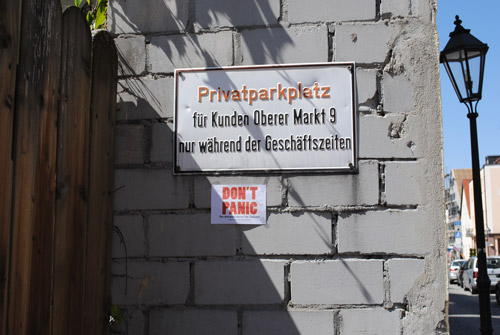 Privatparkplatz
für Kunden Oberer Markt 9
nur während der Geschäftszeiten
DON'T
PANIC